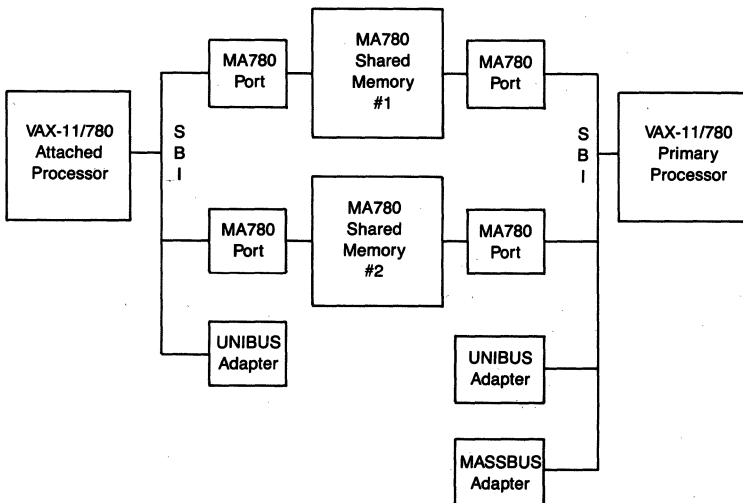 MA780
Port
MA780
Shared
Memory
#1
MA780
Port
VAX-11/780
Attached
Processor
S
B
I
S
B
I
VAX-11/780
Primary
Processor
MA780
Port
MA780
Shared
Memory
#2
MA780
Port
UNIBUS
Adapter
UNIBUS
Adapter
MASSBUS
Adapter